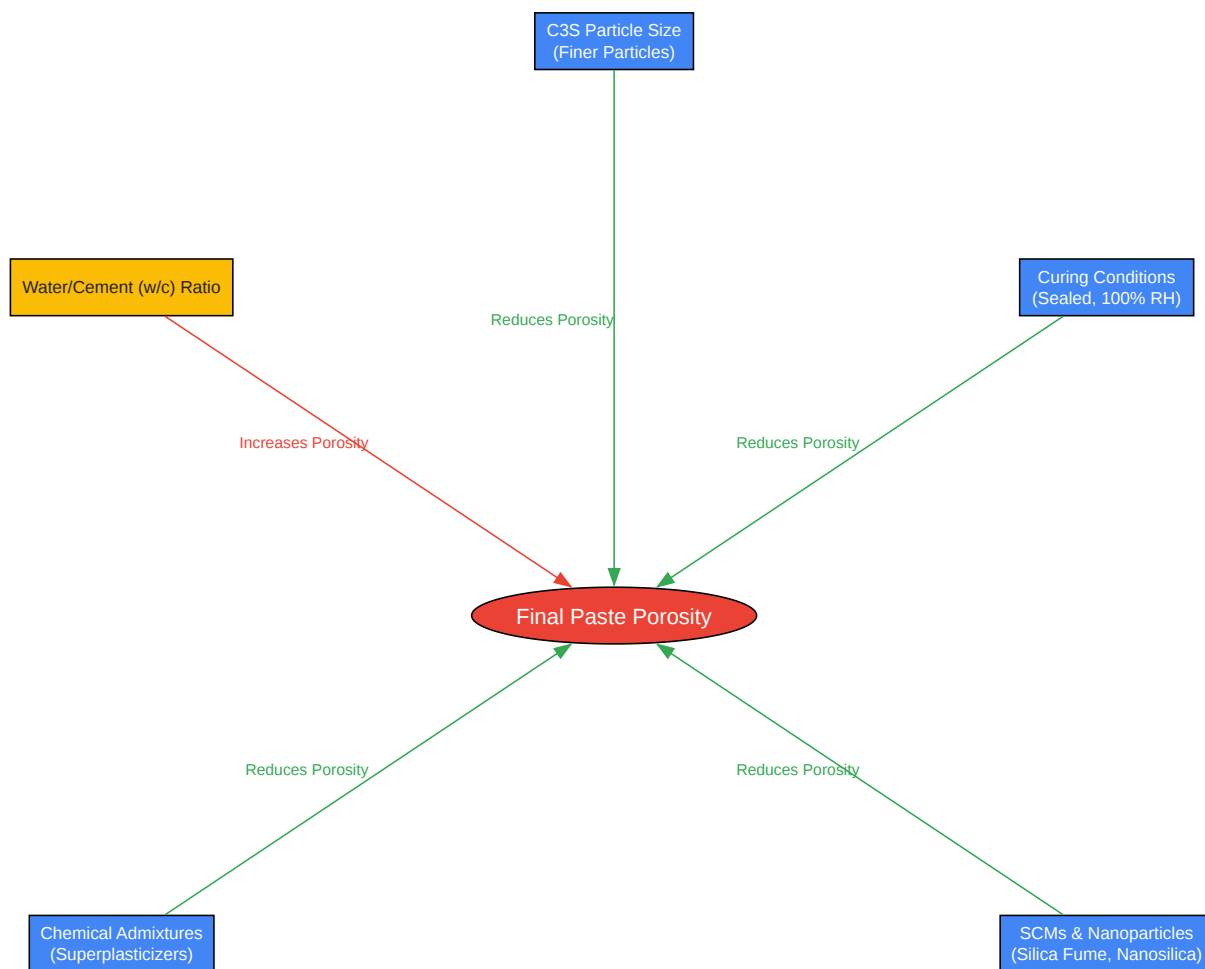 C3S Particle Size
(Finer Particles)
Water/Cement (w/c) Ratio
Curing Conditions
(Sealed, 100% RH)
Reduces Porosity
Increases Porosity
Reduces Porosity
Final Paste Porosity
Reduces Porosity
Reduces Porosity
Chemical Admixtures
(Superplasticizers)
SCMs & Nanoparticles
(Silica Fume, Nanosilica)